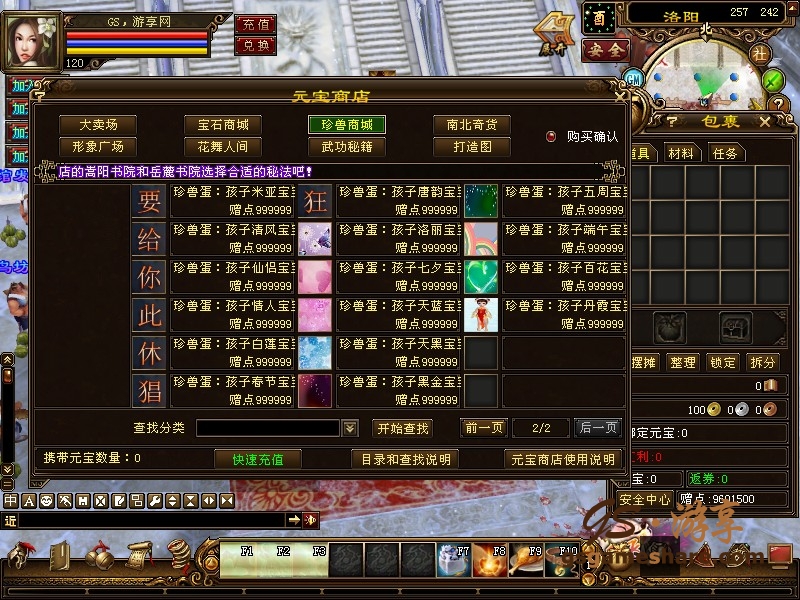 GS，游享网
120
充值
兑换
展开
酉
安全
洛阳
257 242
北
社
GM
?
元宝商店
大卖场
宝石商城
珍兽商城
南北奇货
形象广场
花舞人间
武功秘籍
打造图
购买确认
店的嵩阳书院和岳麓书院选择合适的秘法吧！
要 珍兽蛋：孩子米亚宝 赠点999999
狂 珍兽蛋：孩子唐韵宝 赠点999999
珍兽蛋：孩子五周宝 赠点999999
给 珍兽蛋：孩子清风宝 赠点999999
珍兽蛋：孩子洛丽宝 赠点999999
珍兽蛋：孩子端午宝 赠点999999
你 珍兽蛋：孩子仙侣宝 赠点999999
珍兽蛋：孩子七夕宝 赠点999999
珍兽蛋：孩子百花宝 赠点999999
此 珍兽蛋：孩子情人宝 赠点999999
珍兽蛋：孩子天蓝宝 赠点999999
珍兽蛋：孩子丹霞宝 赠点999999
休 珍兽蛋：孩子白莲宝 赠点999999
珍兽蛋：孩子天黑宝 赠点999999
猖 珍兽蛋：孩子春节宝 赠点999999
珍兽蛋：孩子黑金宝 赠点999999
查找分类
开始查找
前一页
2/2
后一页
携带元宝数量：0
快速充值
目录和查找说明
元宝商店使用说明
包裹
材料
任务
摆摊
整理
锁定
拆分
0
100 0 0
定元宝:0
利:0
宝:0
返券:0
安全中心
赠点:9601500
近
F1 F2 F3 F7 F8 F9 F10
GS·游享